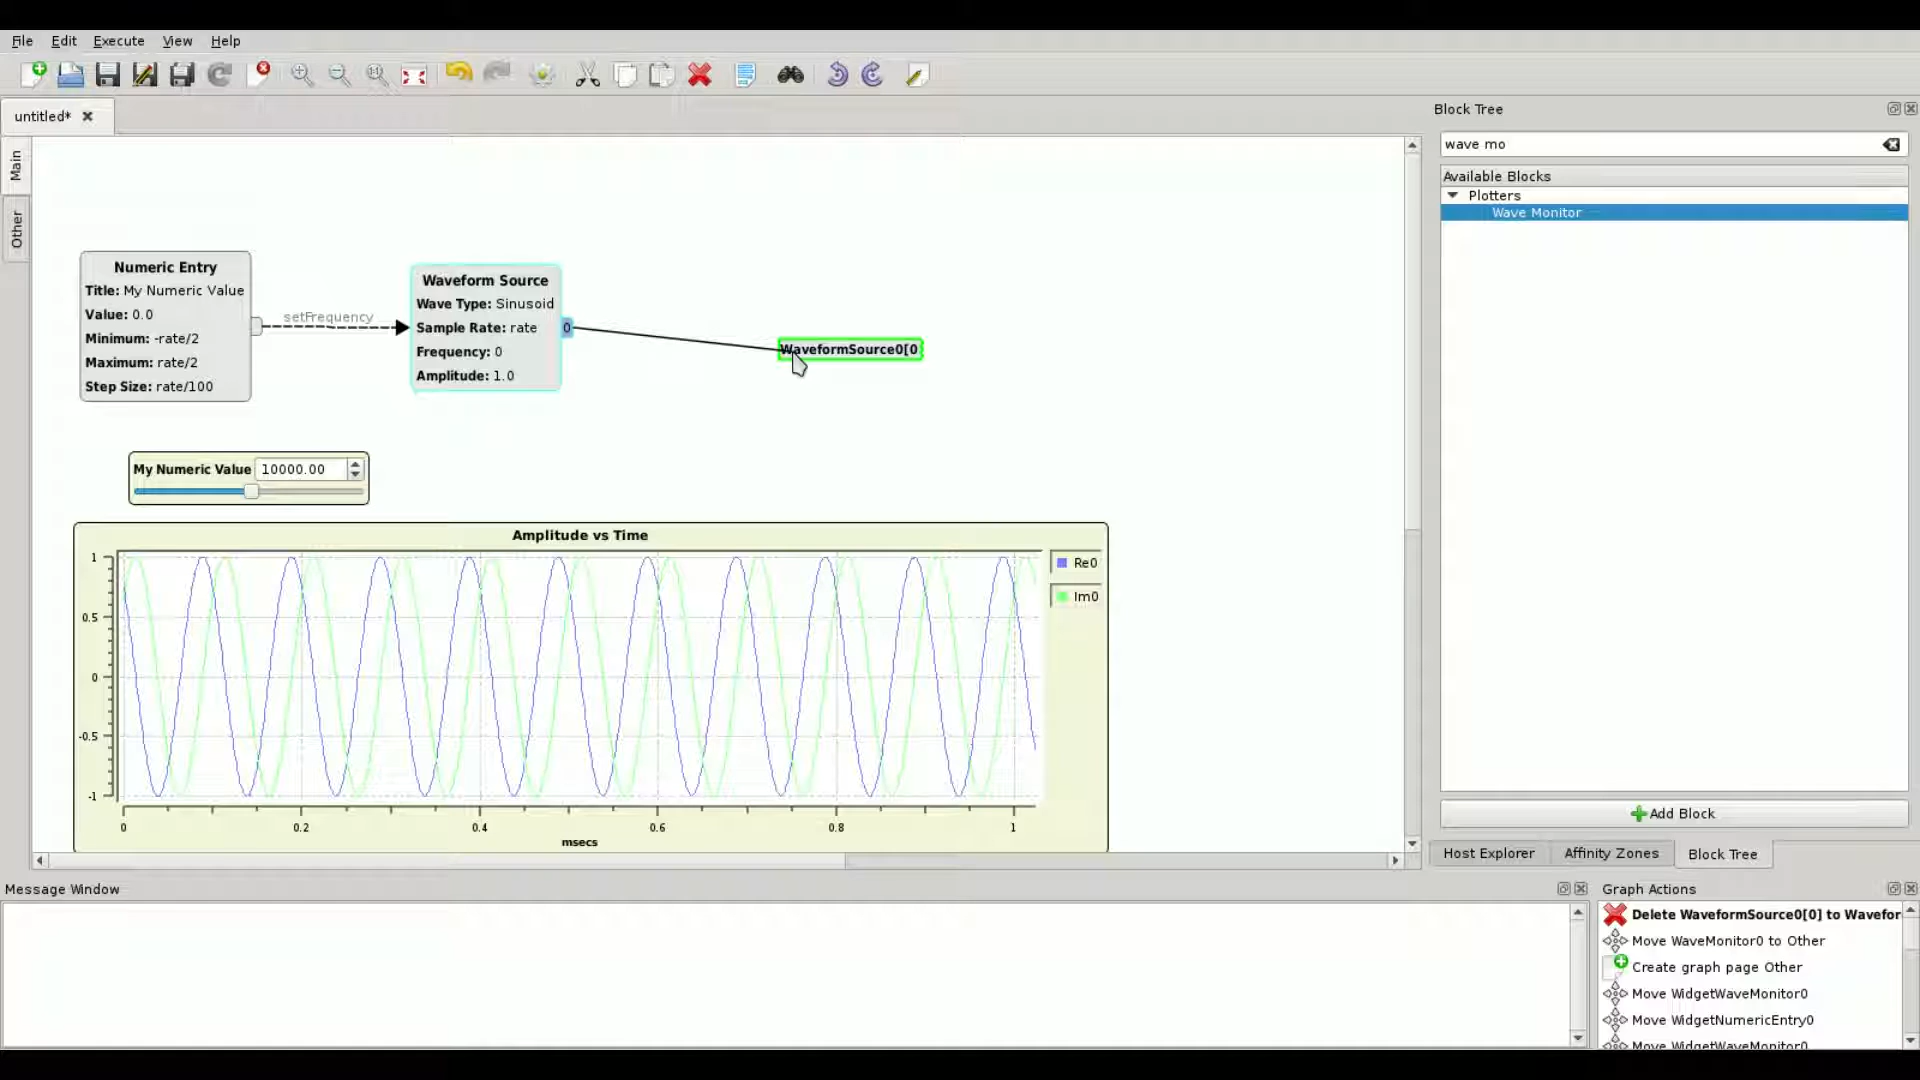 File Edit Execute View Help
untitled*
Block Tree
wave mo
Available Blocks
Plotters
Wave Monitor
Main
Other
Numeric Entry
Title: My Numeric Value
Value: 0.0
Minimum: -rate/2
Maximum: rate/2
Step Size: rate/100
setFrequency
Waveform Source
Wave Type: Sinusoid
Sample Rate: rate
Frequency: 0
Amplitude: 1.0
0
WaveformSource0[0
My Numeric Value 10000.00
Amplitude vs Time
1
0.5
0
-0.5
-1
Re0
Im0
0 0.2 0.4 0.6 0.8 1
msecs
Add Block
Host Explorer Affinity Zones Block Tree
Message Window
Graph Actions
Delete WaveformSource0[0] to Wavefor
Move WaveMonitor0 to Other
Create graph page Other
Move WidgetWaveMonitor0
Move WidgetNumericEntry0
Move WidgetWaveMonitor0